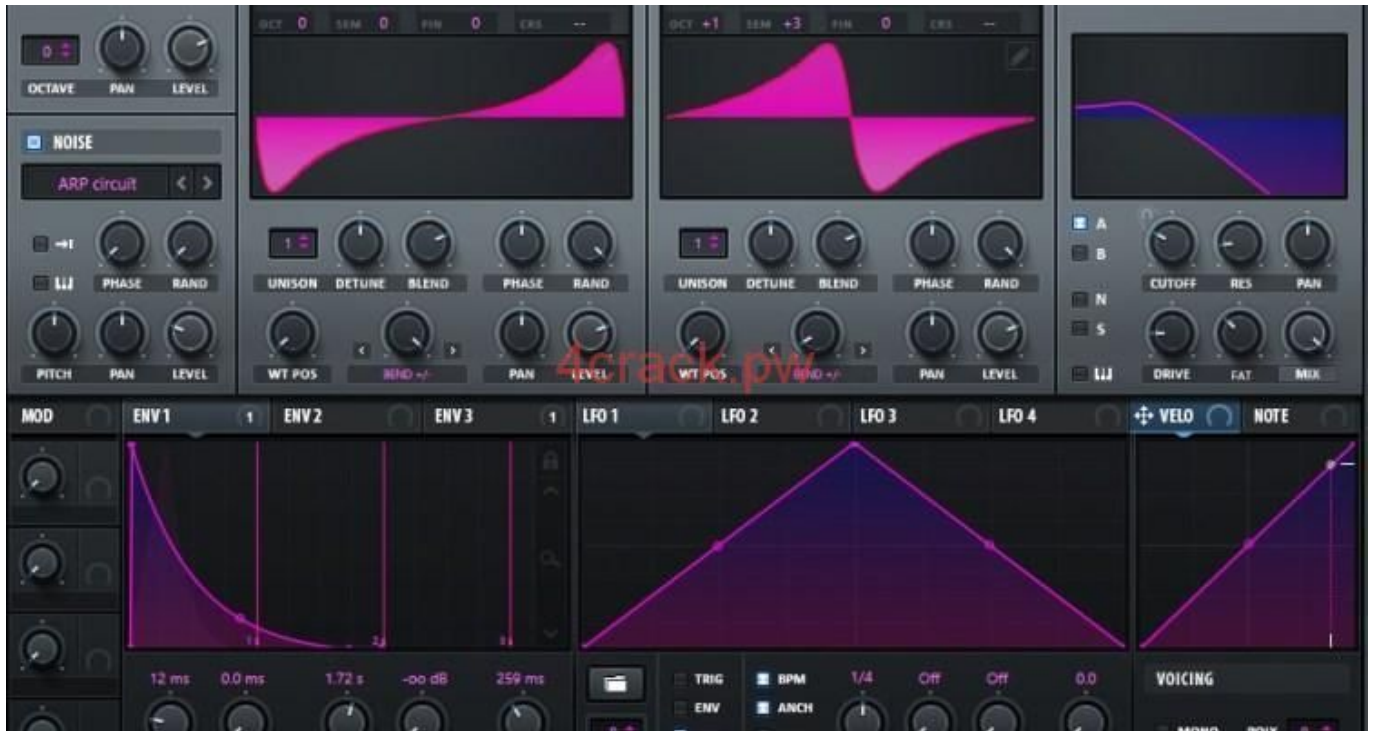 OCT 0 SEM 0 FIN 0 CRS --
OCT +1 SEM +3 FIN 0 CRS --
0
OCTAVE PAN LEVEL
NOISE
ARP circuit < >
A
B
N
S
PHASE RAND
1
UNISON DETUNE BLEND PHASE RAND
1
UNISON DETUNE BLEND PHASE RAND
CUTOFF RES PAN
PITCH PAN LEVEL
WT POS BEND +/- PAN LEVEL
WT POS BEND +/- PAN LEVEL
DRIVE FAT MIX
4crack.pw
MOD ENV 1 1 ENV 2 ENV 3 1 LFO 1 LFO 2 LFO 3 LFO 4 VELO NOTE
12 ms 0.0 ms 1.72 s -oo dB 259 ms
TRIG BPM 1/4 Off Off 0.0
ENV ANCH
VOICING
MONO POLY